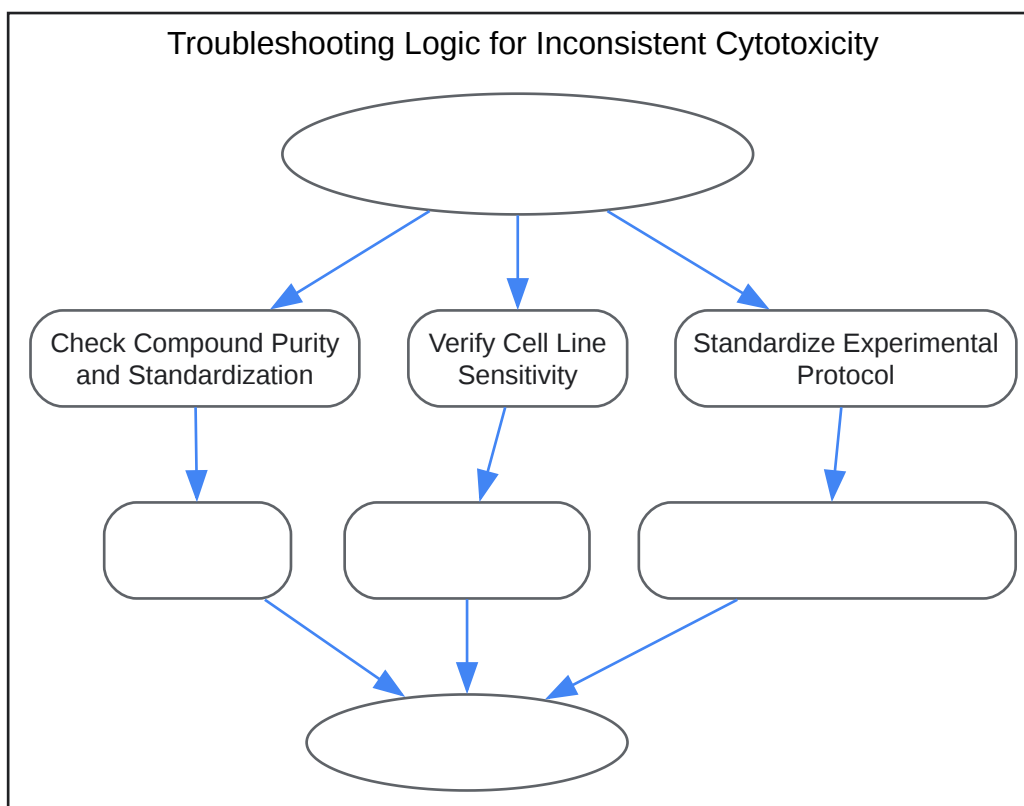 Troubleshooting Logic for Inconsistent Cytotoxicity
Check Compound Purity
and Standardization
Verify Cell Line
Sensitivity
Standardize Experimental
Protocol